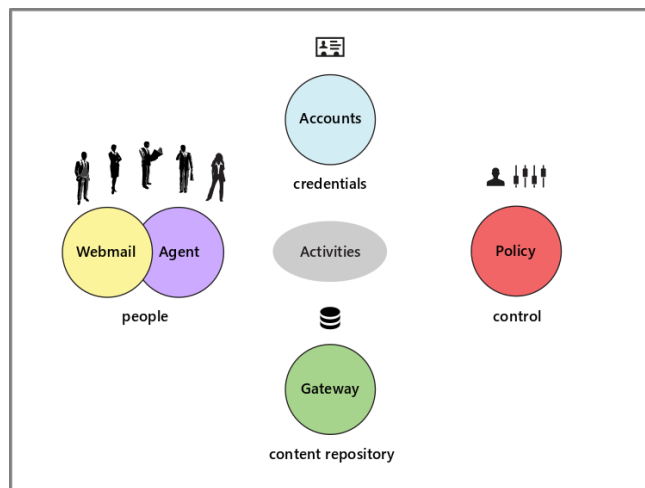 Accounts
credentials
Webmail
Agent
people
Activities
Policy
control
Gateway
content repository